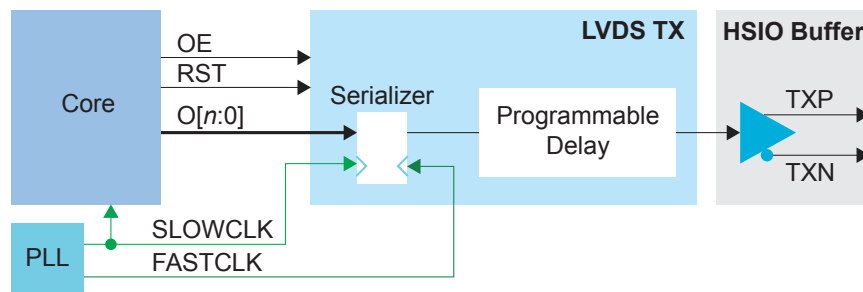 OE
LVDS TX
HSIO Buffer
RST
Core
Serializer
TXP
O[n:0]
Programmable
Delay
TXN
SLOWCLK
PLL
FASTCLK